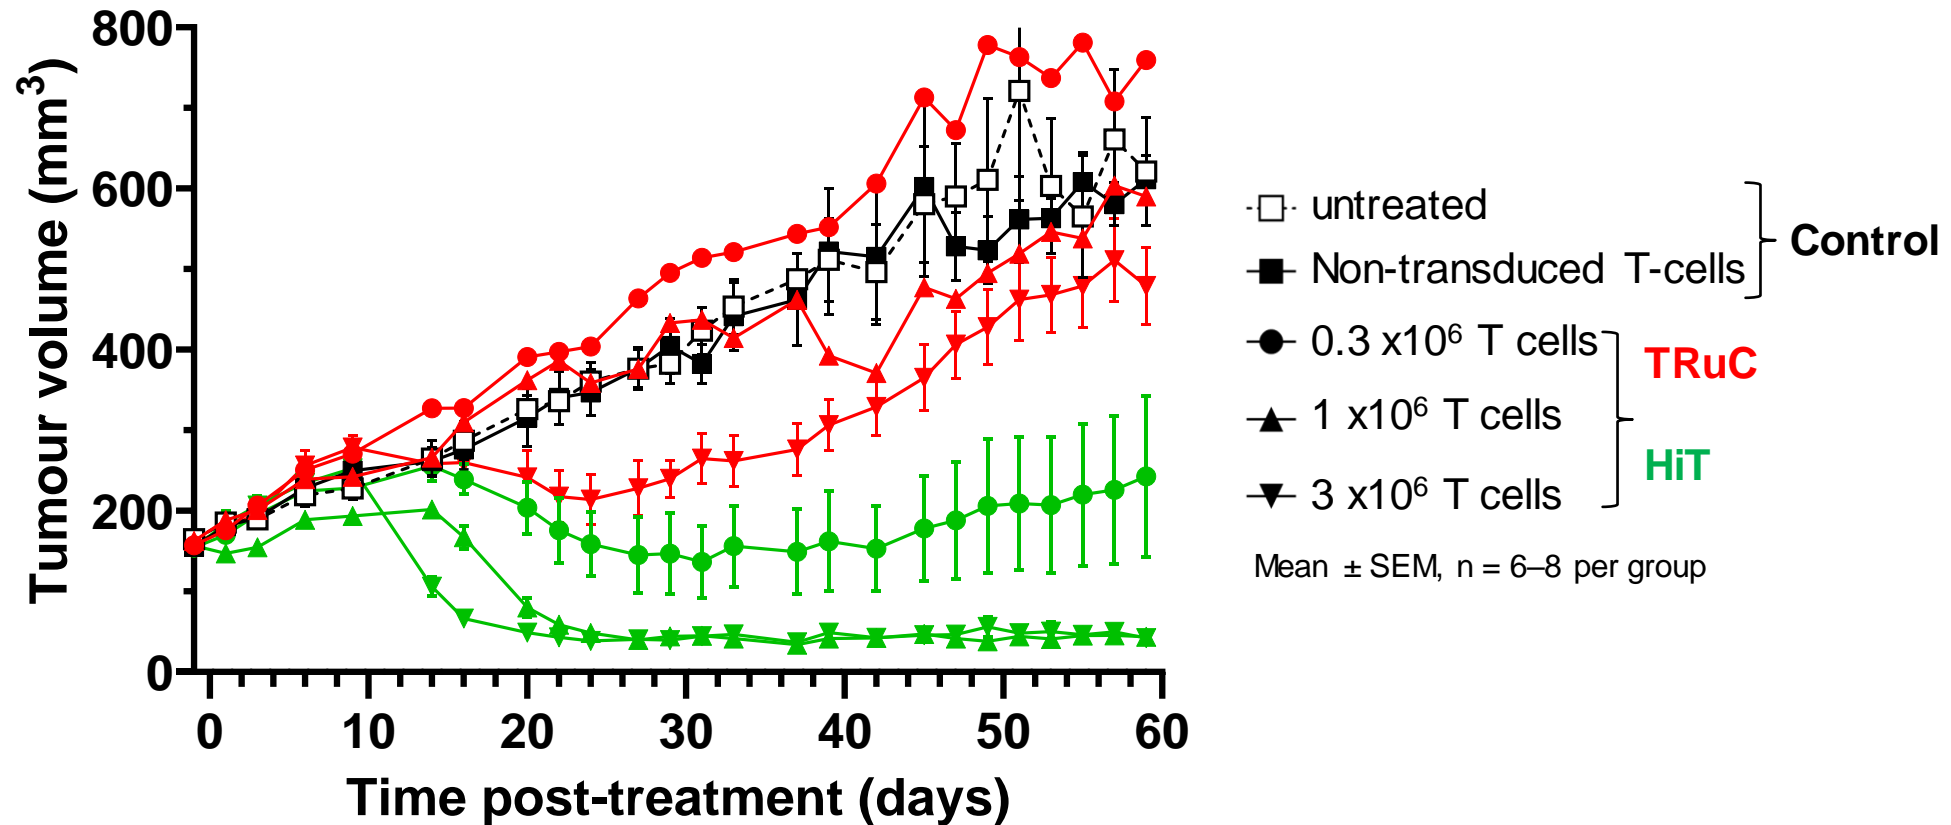 800
600
400
200
0
Tumour volume (mm³)
0 10 20 30 40 50 60
Time post-treatment (days)
untreated
Non-transduced T-cells
Control
0.3 x10⁶ T cells
TRuC
1 x10⁶ T cells
HiT
3 x10⁶ T cells
Mean ± SEM, n = 6–8 per group